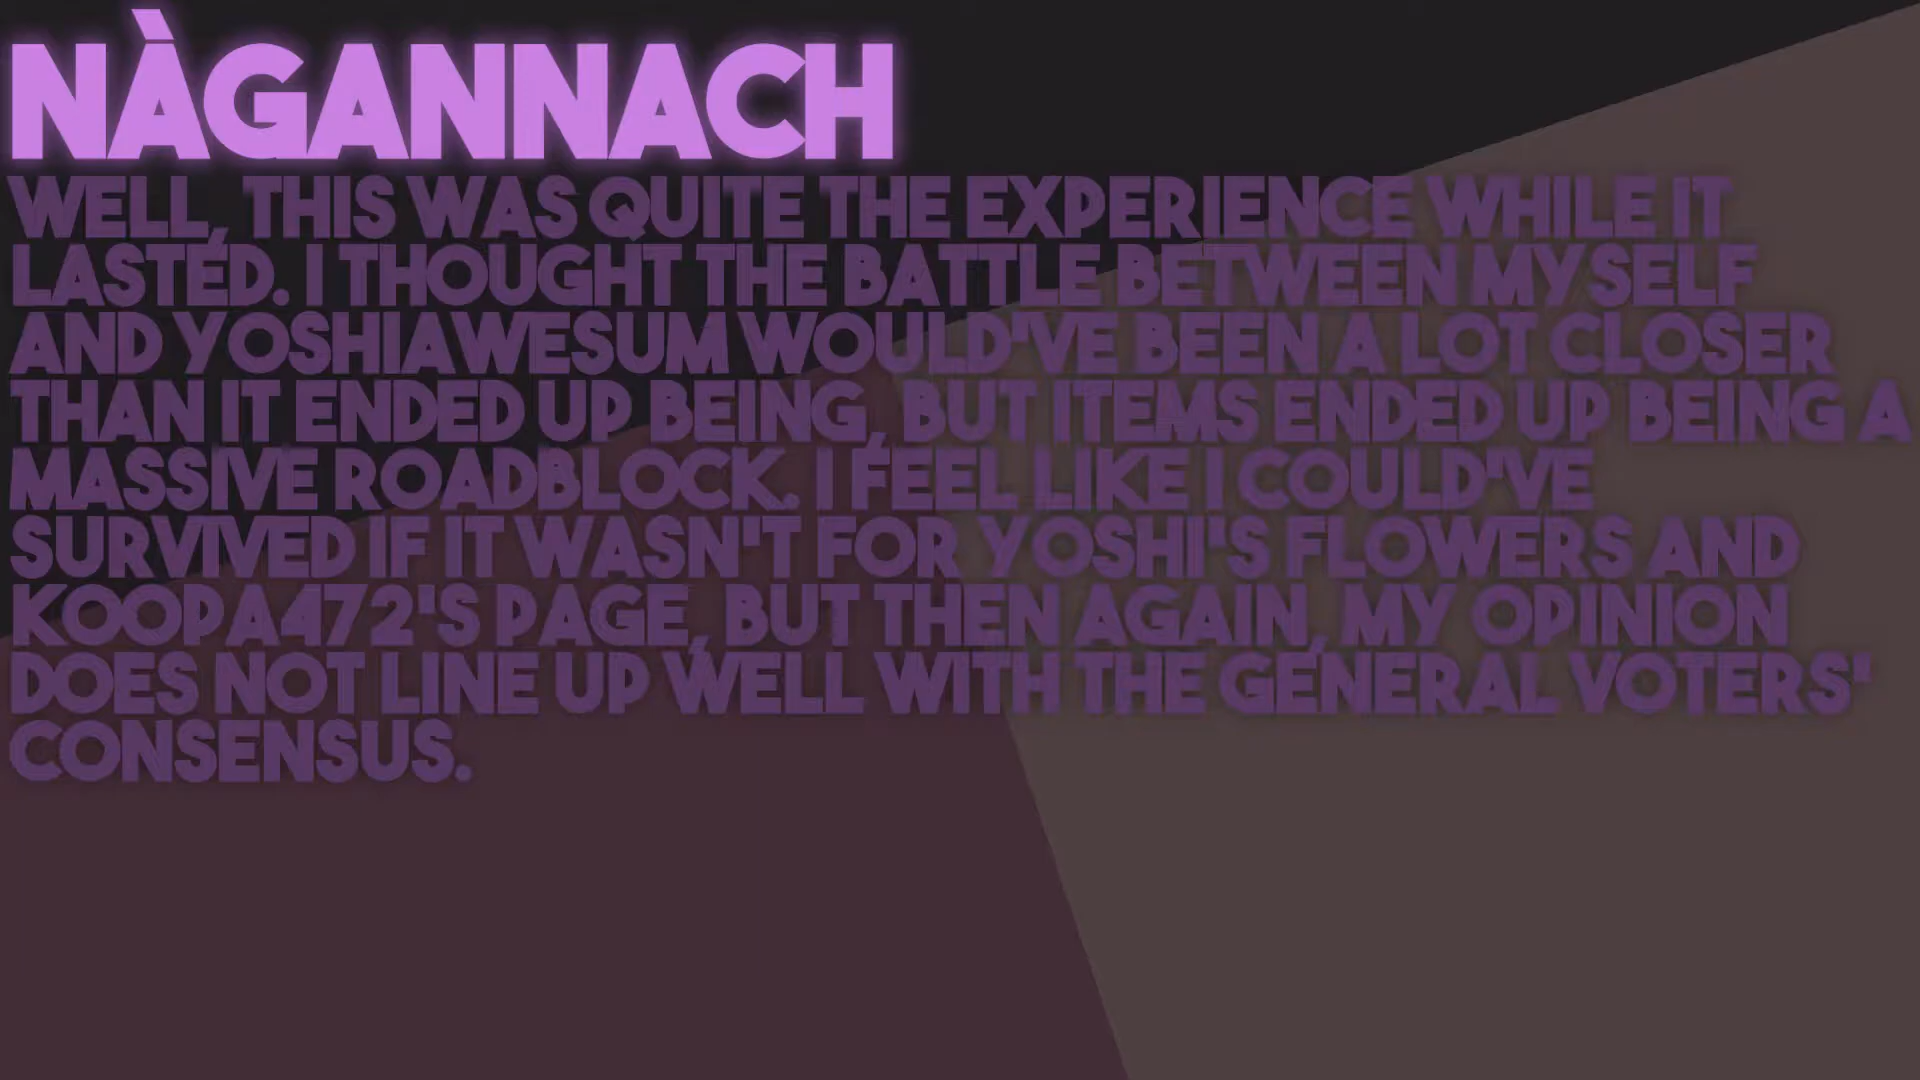 NÀGANNACH
WELL, THIS WAS QUITE THE EXPERIENCE WHILE IT
LASTED. I THOUGHT THE BATTLE BETWEEN MYSELF
AND YOSHIAWESUM WOULD'VE BEEN A LOT CLOSER
THAN IT ENDED UP BEING, BUT ITEMS ENDED UP BEING A
MASSIVE ROADBLOCK. I FEEL LIKE I COULD'VE
SURVIVED IF IT WASN'T FOR YOSHI'S FLOWERS AND
KOOPA472'S PAGE, BUT THEN AGAIN, MY OPINION
DOES NOT LINE UP WELL WITH THE GENERAL VOTERS'
CONSENSUS.